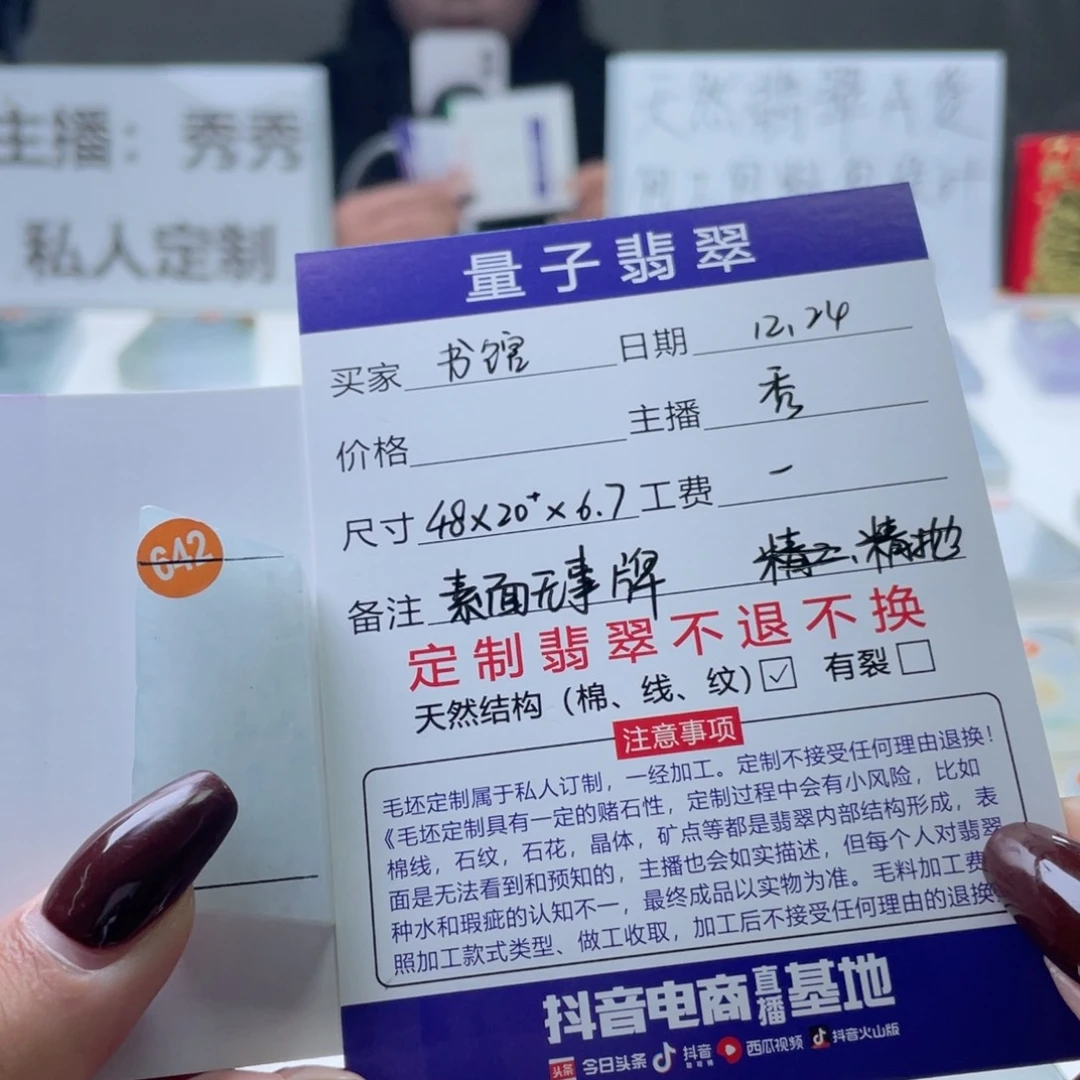 主播：秀秀
私人定制
天然翡翠A货
量子翡翠
买家 书馆 日期 12.24
价格 主播 秀
尺寸 48×20⁺×6.7 工费 一
642
备注 素面无事牌 精工、精抛
定制翡翠不退不换
天然结构（棉、线、纹）☑ 有裂☐
注意事项
毛坯定制属于私人订制，一经加工。定制不接受任何理由退换！
《毛坯定制具有一定的赌石性，定制过程中会有小风险，比如
棉线，石纹，石花，晶体，矿点等都是翡翠内部结构形成，表
面是无法看到和预知的，主播也会如实描述，但每个人对翡翠
种水和瑕疵的认知不一，最终成品以实物为准。毛料加工费
照加工款式类型、做工收取，加工后不接受任何理由的退换
抖音电商直播基地
头条 今日头条 抖音 西瓜视频 抖音火山版